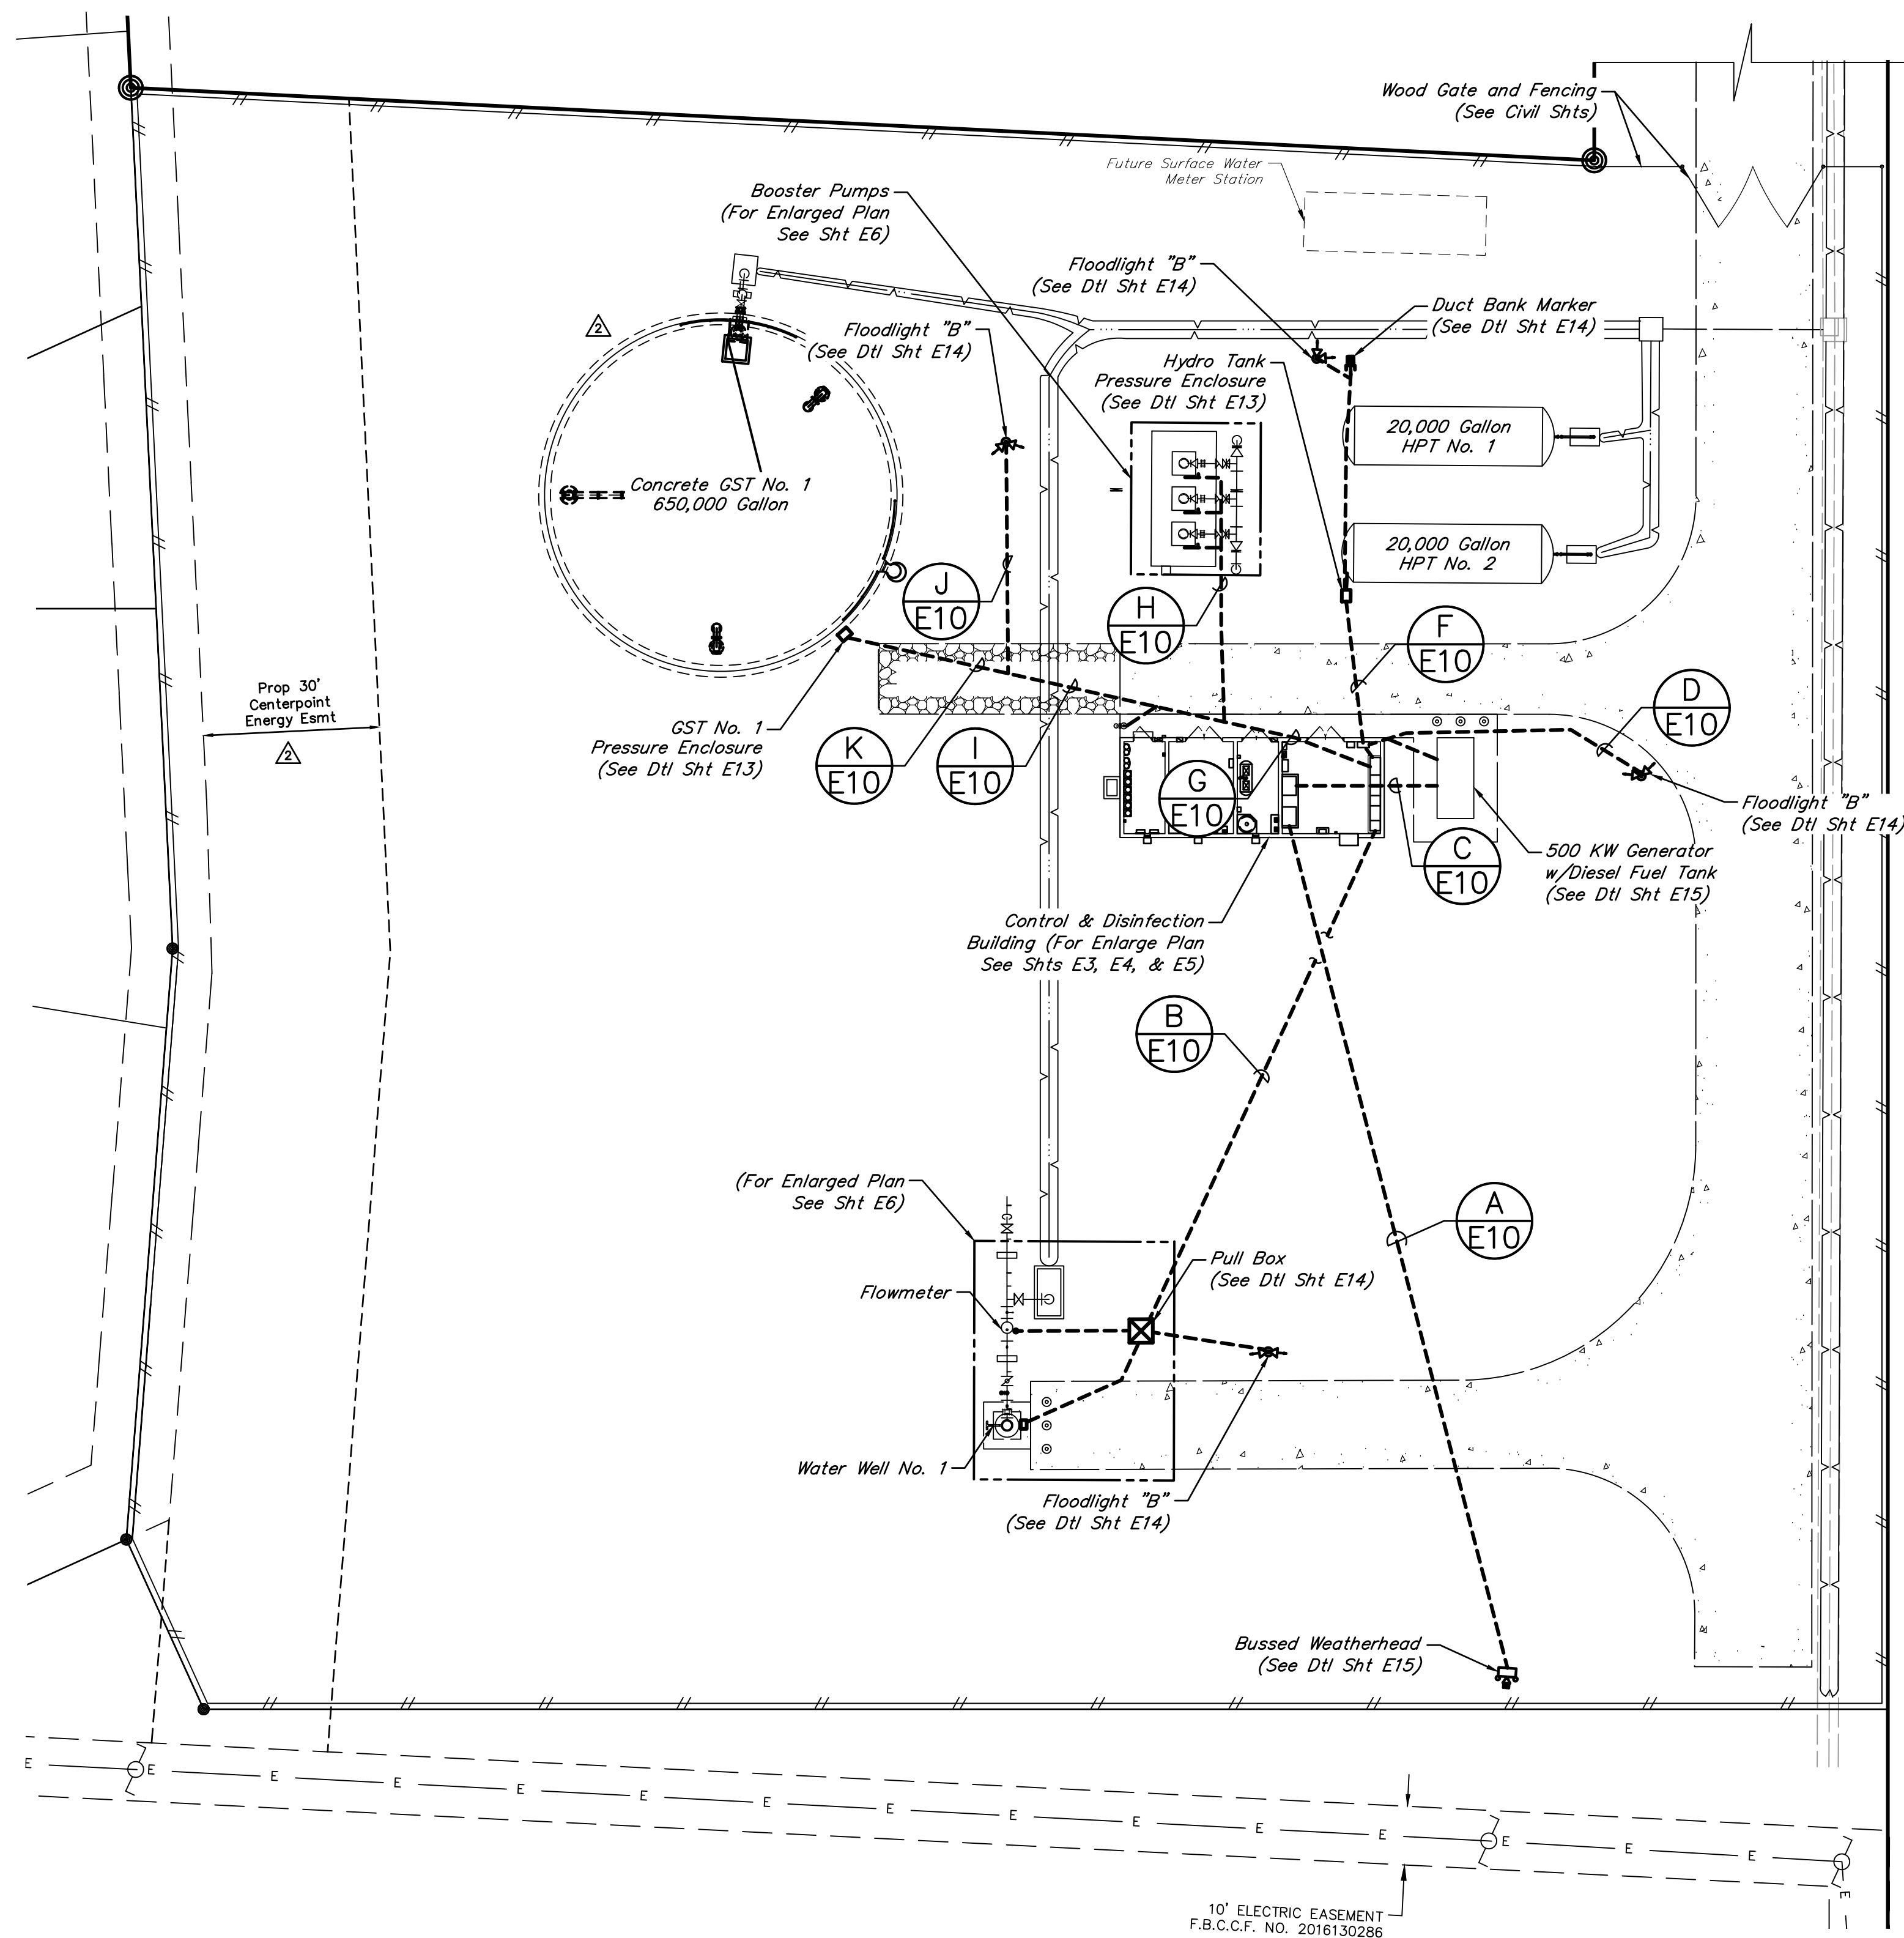 Wood Gate and Fencing
(See Civil Shts)
Future Surface Water
Meter Station
Booster Pumps
(For Enlarged Plan
See Sht E6)
Floodlight "B"
(See Dtl Sht E14)
Duct Bank Marker
(See Dtl Sht E14)
2
Floodlight "B"
(See Dtl Sht E14)
Hydro Tank
Pressure Enclosure
(See Dtl Sht E13)
20,000 Gallon
HPT No. 1
Concrete GST No. 1
650,000 Gallon
20,000 Gallon
HPT No. 2
J
E10
H
E10
F
E10
Prop 30'
Centerpoint
Energy Esmt
2
GST No. 1
Pressure Enclosure
(See Dtl Sht E13)
K
E10
I
E10
G
E10
D
E10
Floodlight "B"
(See Dtl Sht E14)
C
E10
500 KW Generator
w/Diesel Fuel Tank
(See Dtl Sht E15)
Control & Disinfection
Building (For Enlarge Plan
See Shts E3, E4, & E5)
B
E10
(For Enlarged Plan
See Sht E6)
A
E10
Pull Box
(See Dtl Sht E14)
Flowmeter
Water Well No. 1
Floodlight "B"
(See Dtl Sht E14)
Bussed Weatherhead
(See Dtl Sht E15)
E E E E E E E E E E E E E E E E
E
10' ELECTRIC EASEMENT
F.B.C.C.F. NO. 2016130286